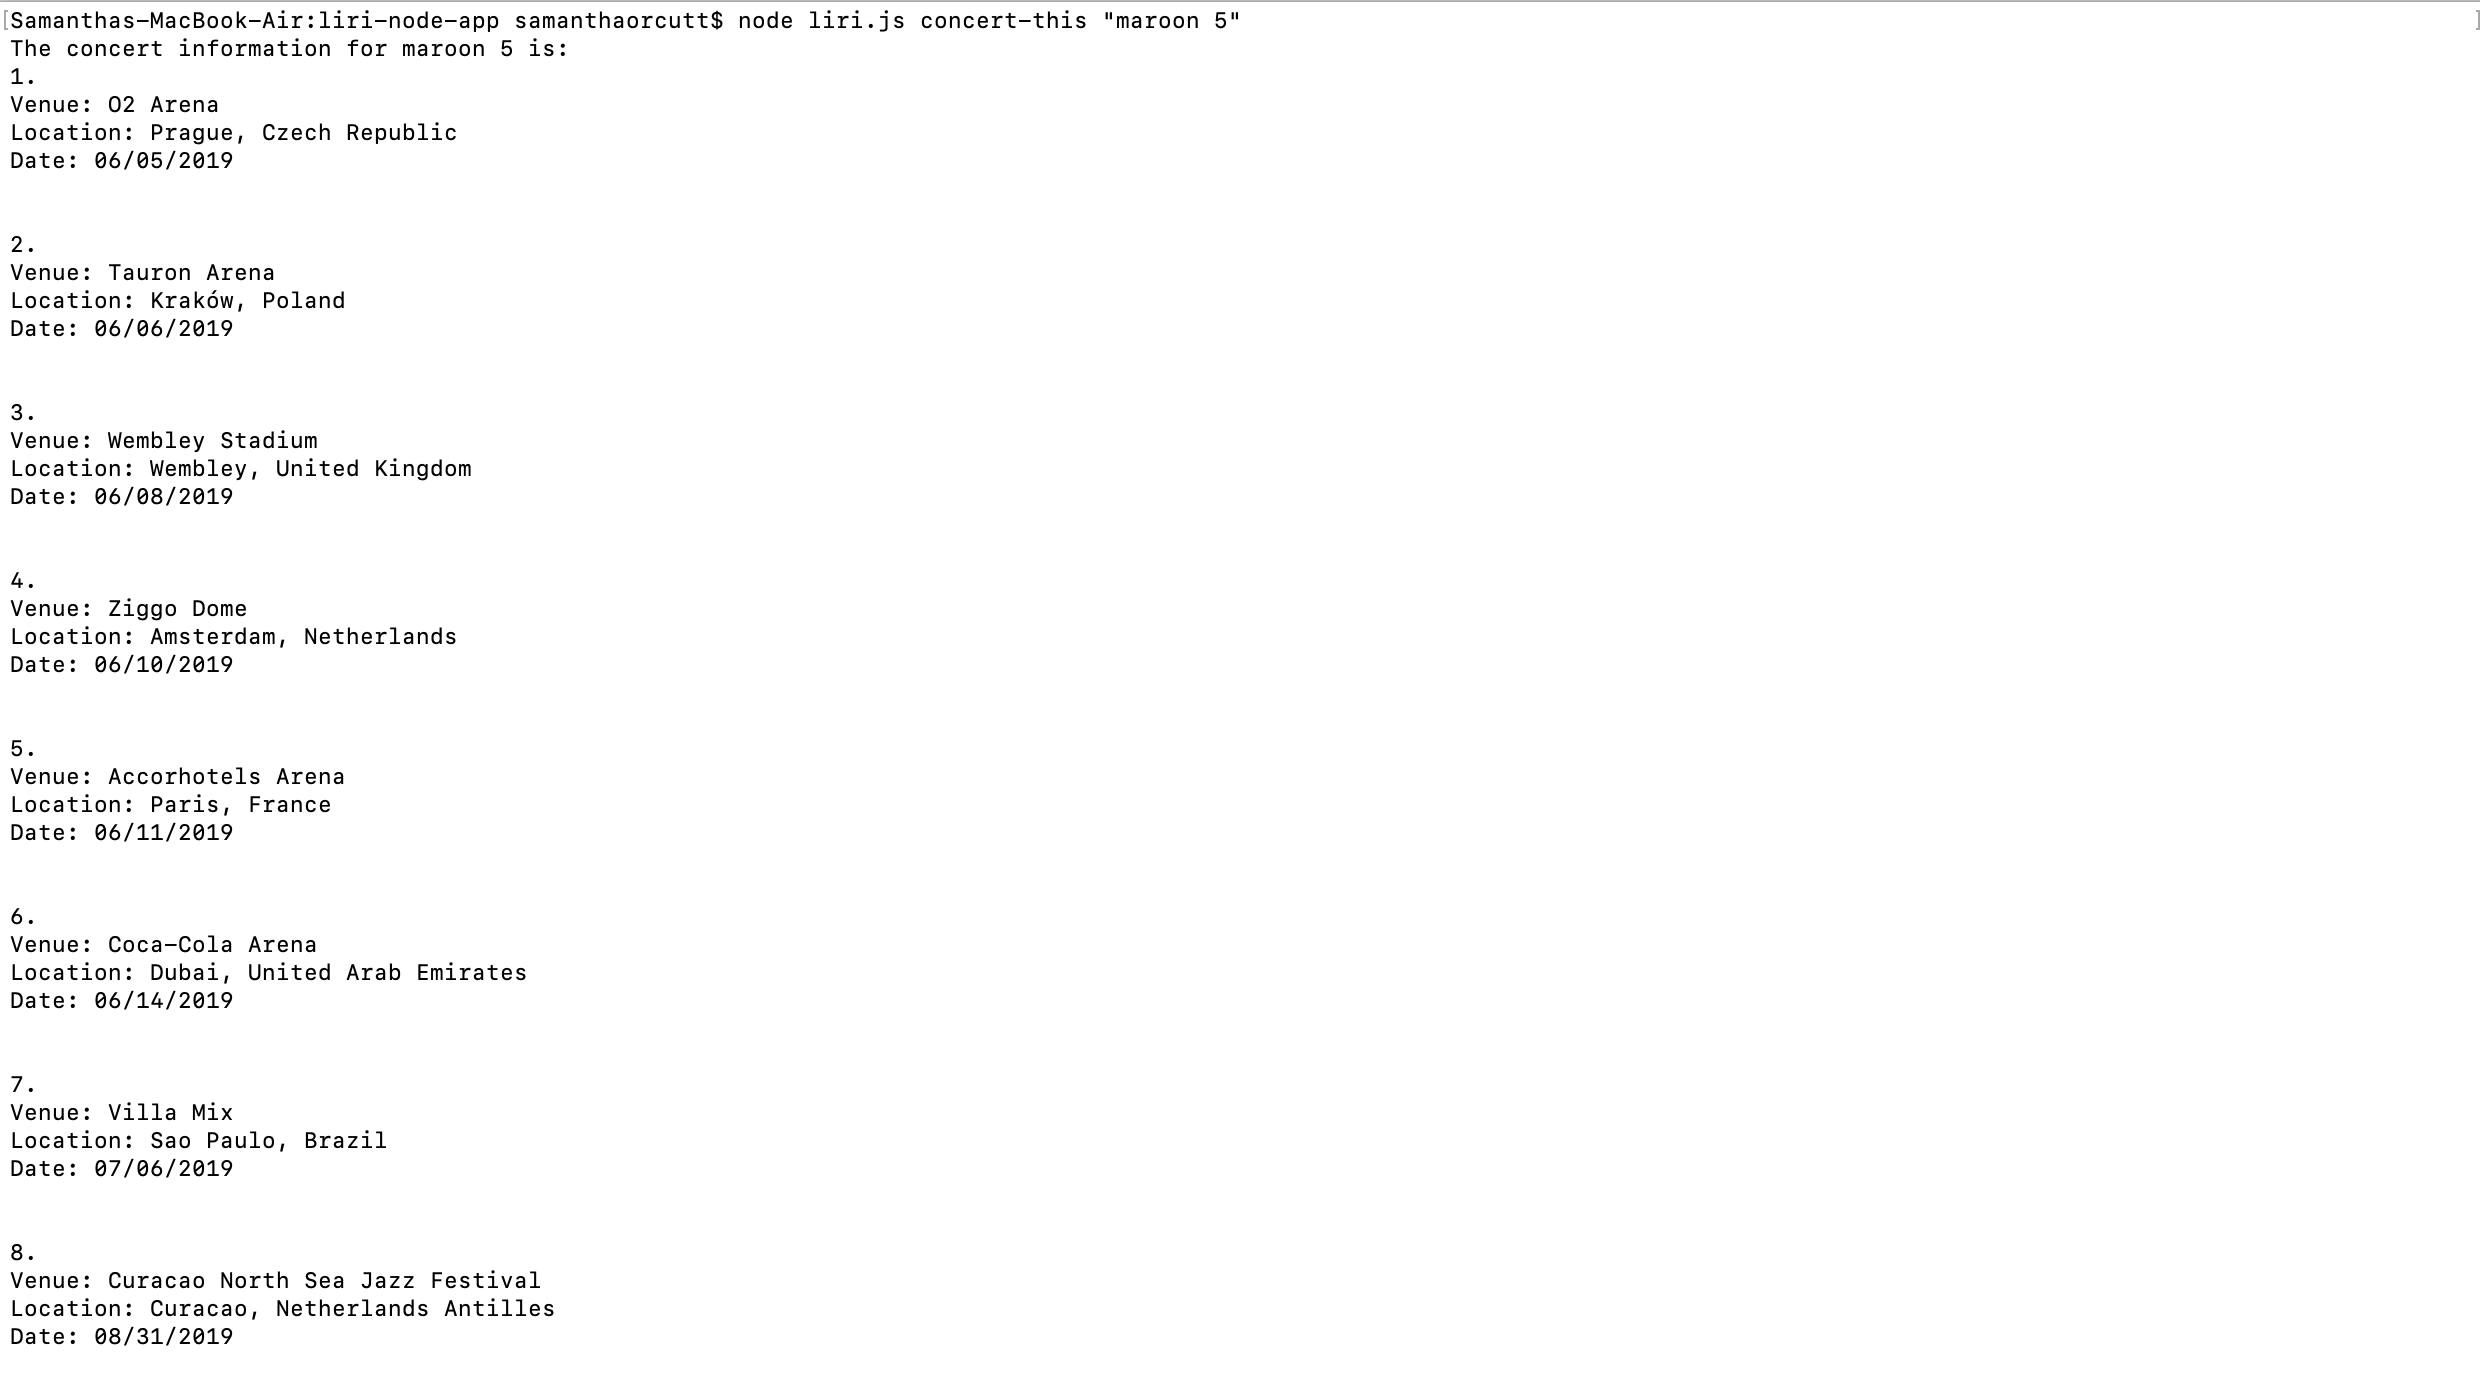 [Samanthas-MacBook-Air:liri-node-app samanthaorcutt$ node liri.js concert-this "maroon 5" ]
The concert information for maroon 5 is:
1.
Venue: O2 Arena
Location: Prague, Czech Republic
Date: 06/05/2019
2.
Venue: Tauron Arena
Location: Kraków, Poland
Date: 06/06/2019
3.
Venue: Wembley Stadium
Location: Wembley, United Kingdom
Date: 06/08/2019
4.
Venue: Ziggo Dome
Location: Amsterdam, Netherlands
Date: 06/10/2019
5.
Venue: Accorhotels Arena
Location: Paris, France
Date: 06/11/2019
6.
Venue: Coca-Cola Arena
Location: Dubai, United Arab Emirates
Date: 06/14/2019
7.
Venue: Villa Mix
Location: Sao Paulo, Brazil
Date: 07/06/2019
8.
Venue: Curacao North Sea Jazz Festival
Location: Curacao, Netherlands Antilles
Date: 08/31/2019